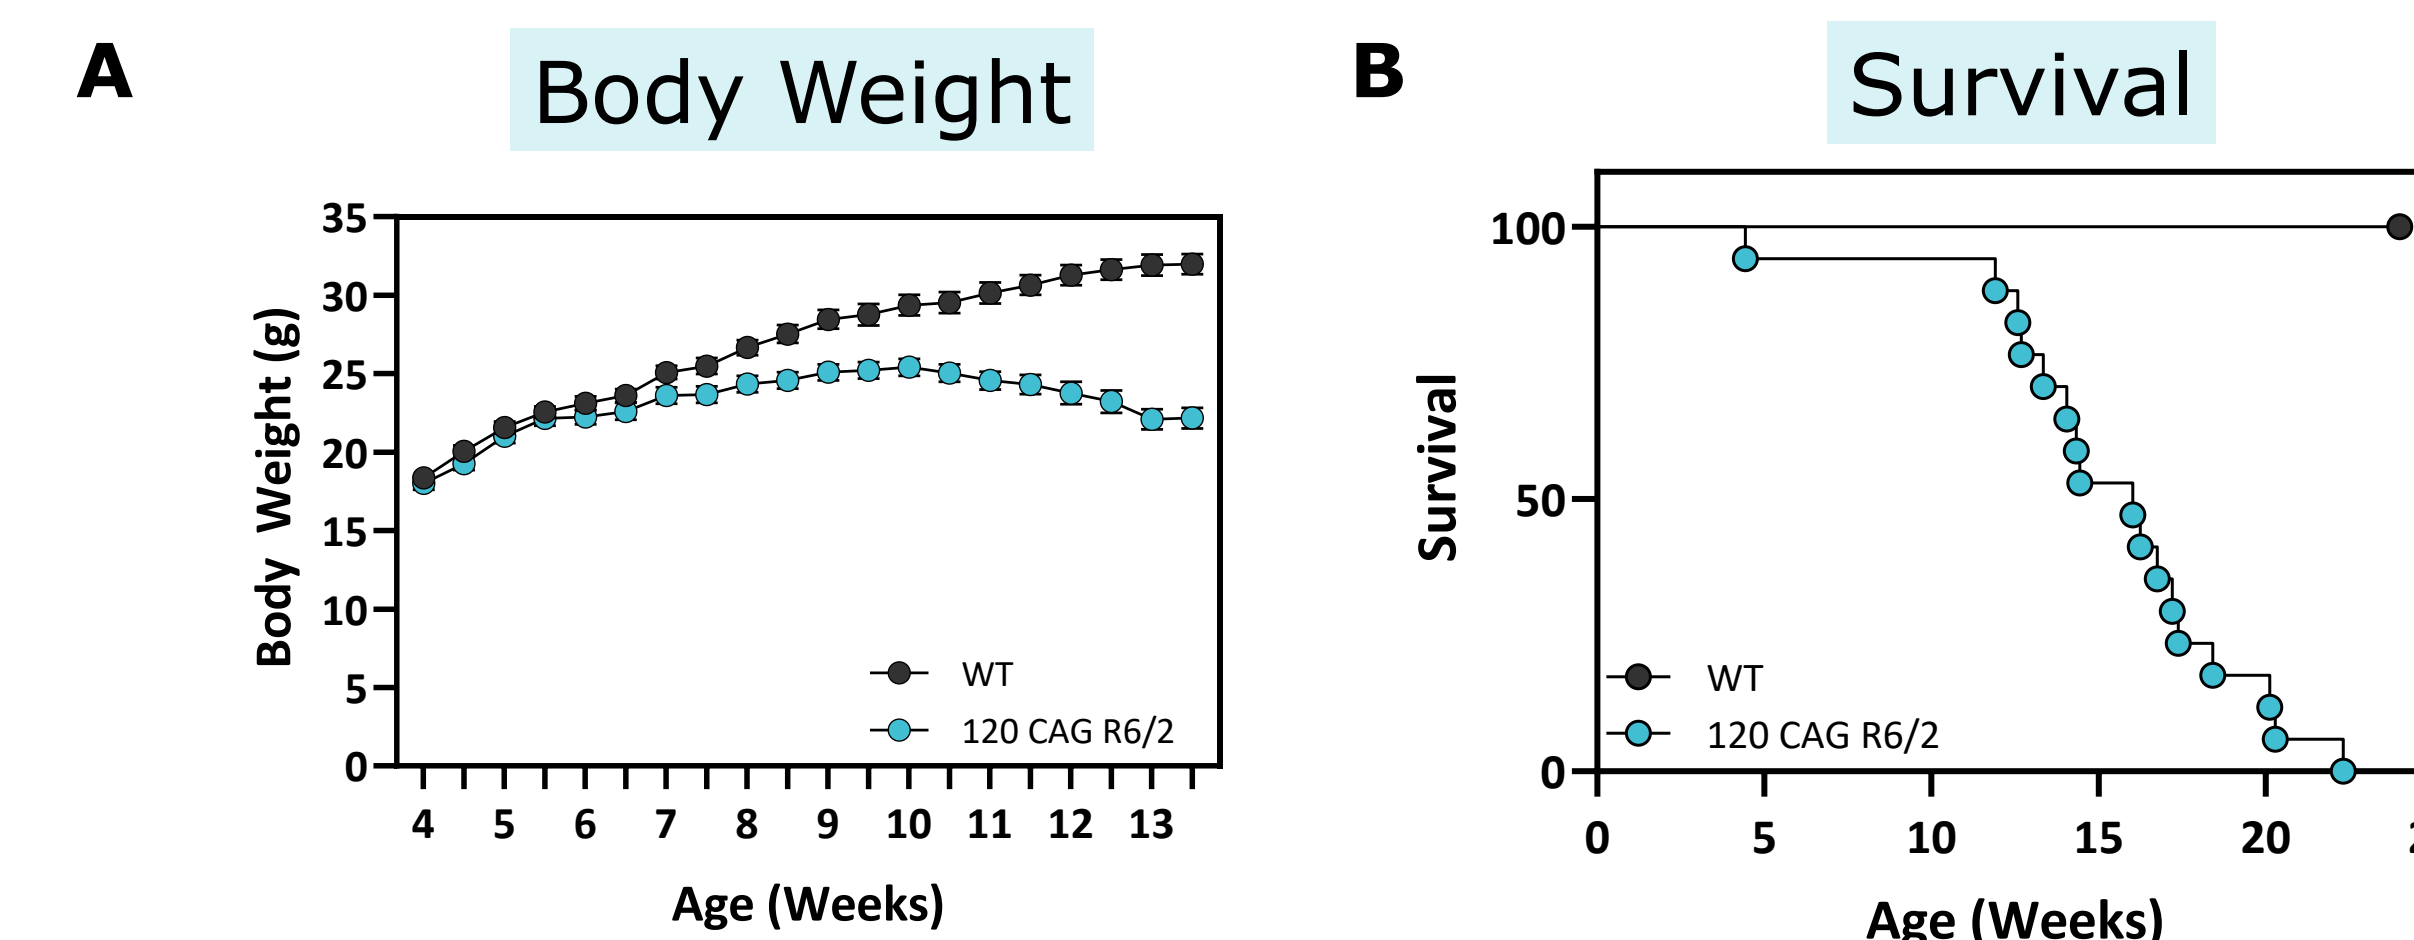 A
Body Weight
35
30
25
20
15
10
5
0
Body Weight (g)
WT
120 CAG R6/2
4 5 6 7 8 9 10 11 12 13
Age (Weeks)
B
Survival
100
50
0
Survival
WT
120 CAG R6/2
0 5 10 15 20
Age (Weeks)